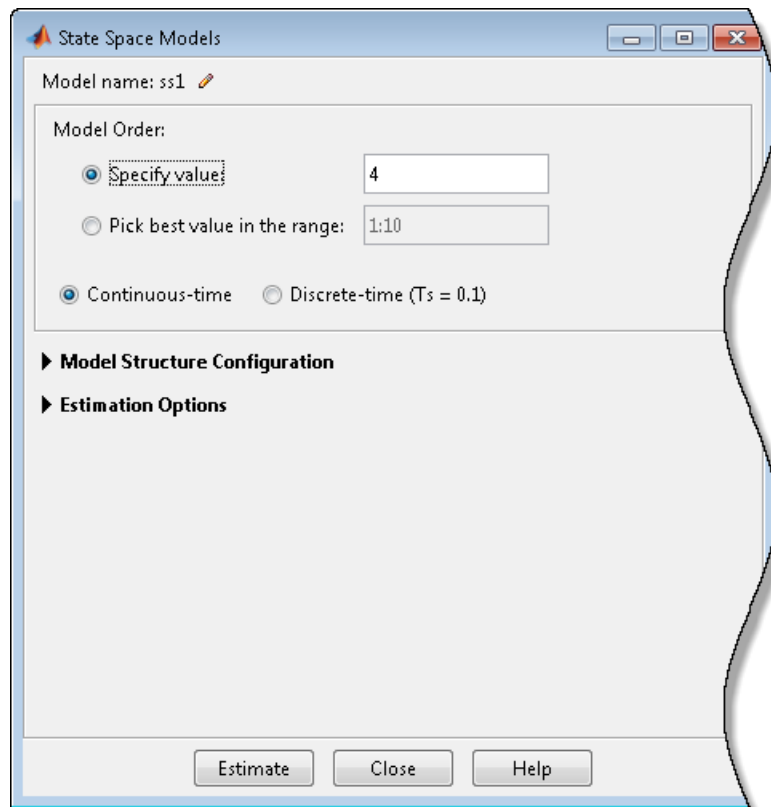 State Space Models
Model name: ss1
Model Order:
Specify value: 4
Pick best value in the range: 1:10
Continuous-time Discrete-time (Ts = 0.1)
Model Structure Configuration
Estimation Options
Estimate Close Help